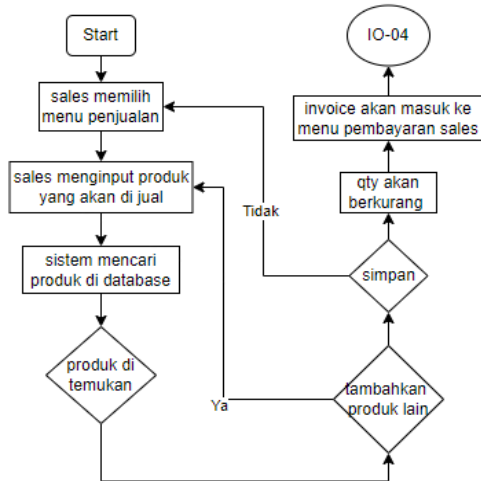 Start
sales memilih
menu penjualan
sales menginput produk
yang akan di jual
sistem mencari
produk di database
produk di
temukan
tambahkan
produk lain
Ya
simpan
Tidak
qty akan
berkurang
invoice akan masuk ke
menu pembayaran sales
IO-04